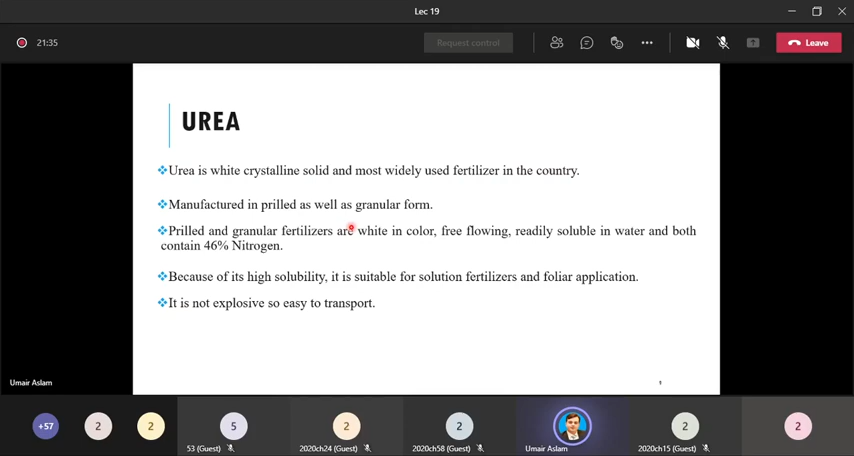 Lec 19
21:35
Request control
Leave
UREA
❖Urea is white crystalline solid and most widely used fertilizer in the country.
❖Manufactured in prilled as well as granular form.
❖Prilled and granular fertilizers are white in color, free flowing, readily soluble in water and both
contain 46% Nitrogen.
❖Because of its high solubility, it is suitable for solution fertilizers and foliar application.
❖It is not explosive so easy to transport.
Umair Aslam
+57
2
2
5
2
2
2
2
53 (Guest)
2020ch24 (Guest)
2020ch58 (Guest)
Umair Aslam
2020ch15 (Guest)